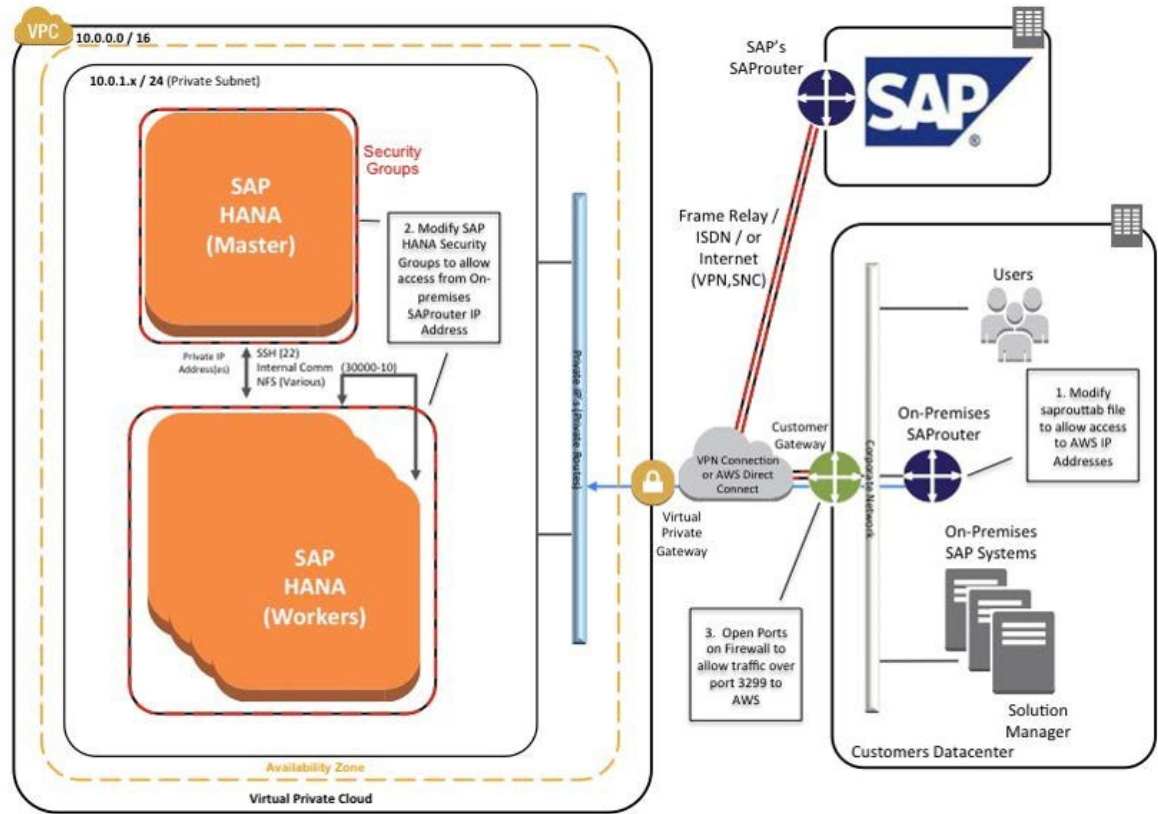 VPC
10.0.0.0 / 16
10.0.1.x / 24 (Private Subnet)
SAP
HANA
(Master)
Security
Groups
2. Modify SAP
HANA Security
Groups to allow
access from On-
premises
SAProuter IP
Address
Private IP
Address(es)
SSH (22)
Internal Comm (30000-10)
NFS (Various)
SAP
HANA
(Workers)
Private IP's (Private Routes)
Availability Zone
Virtual Private Cloud
SAP's
SAProuter
SAP
®
Frame Relay /
ISDN / or
Internet
(VPN,SNC)
VPN Connection
or AWS Direct
Connect
Virtual
Private
Gateway
Customer
Gateway
3. Open Ports
on Firewall to
allow traffic over
port 3299 to
AWS
Corporate Network
Users
On-Premises
SAProuter
1. Modify
saprouttab file
to allow access
to AWS IP
Addresses
On-Premises
SAP Systems
Solution
Manager
Customers Datacenter